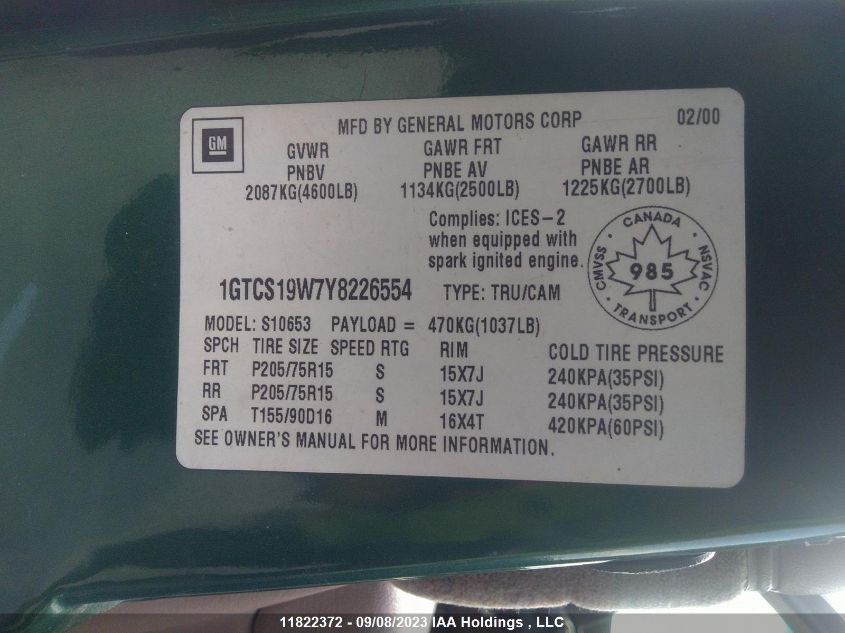 GM
MFD BY GENERAL MOTORS CORP 02/00
GVWR GAWR FRT GAWR RR
PNBV PNBE AV PNBE AR
2087KG(4600LB) 1134KG(2500LB) 1225KG(2700LB)
Complies: ICES-2
when equipped with
spark ignited engine.
CANADA
CMVSS 985 NSVAC
TRANSPORT
1GTCS19W7Y8226554 TYPE: TRU/CAM
MODEL: S10653 PAYLOAD = 470KG(1037LB)
SPCH TIRE SIZE SPEED RTG RIM COLD TIRE PRESSURE
FRT P205/75R15 S 15X7J 240KPA(35PSI)
RR P205/75R15 S 15X7J 240KPA(35PSI)
SPA T155/90D16 M 16X4T 420KPA(60PSI)
SEE OWNER'S MANUAL FOR MORE INFORMATION.
11822372 - 09/08/2023 IAA Holdings , LLC